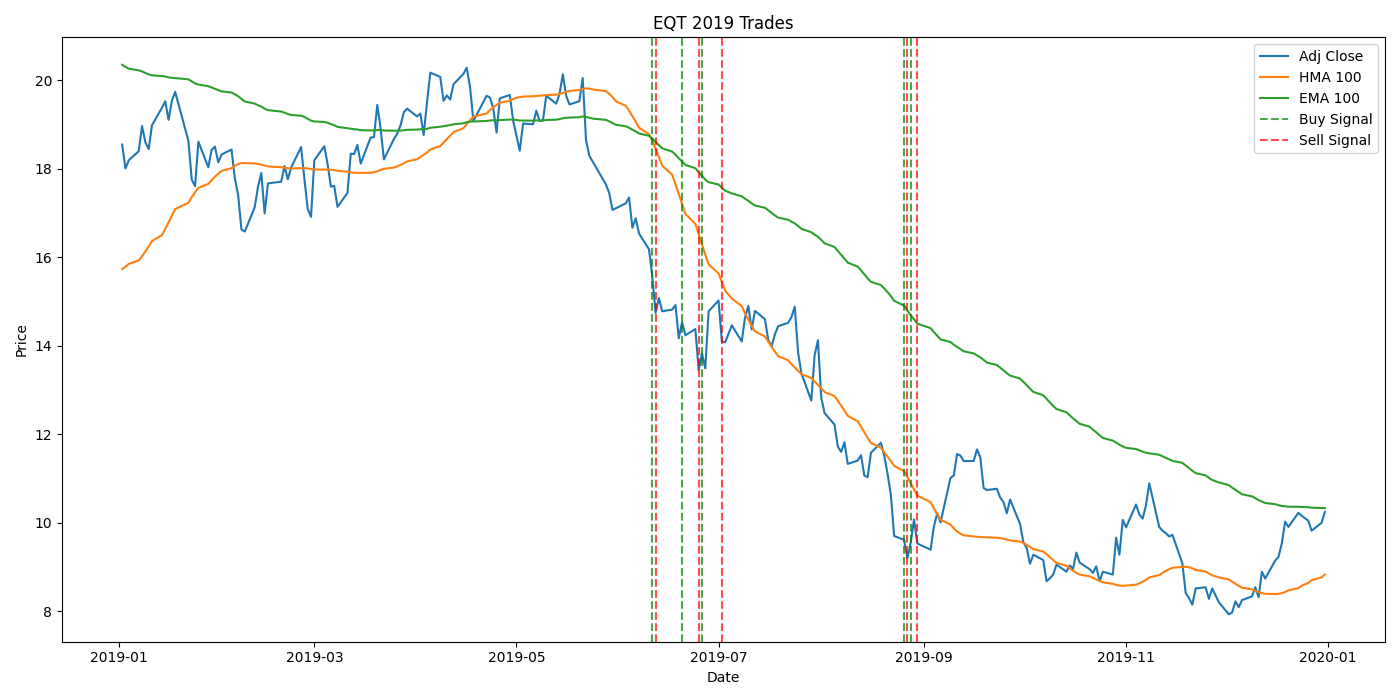 EQT 2019 Trades
Adj Close
HMA 100
EMA 100
Buy Signal
Sell Signal
Price
20
18
16
14
12
10
8
2019-01
2019-03
2019-05
2019-07
2019-09
2019-11
2020-01
Date